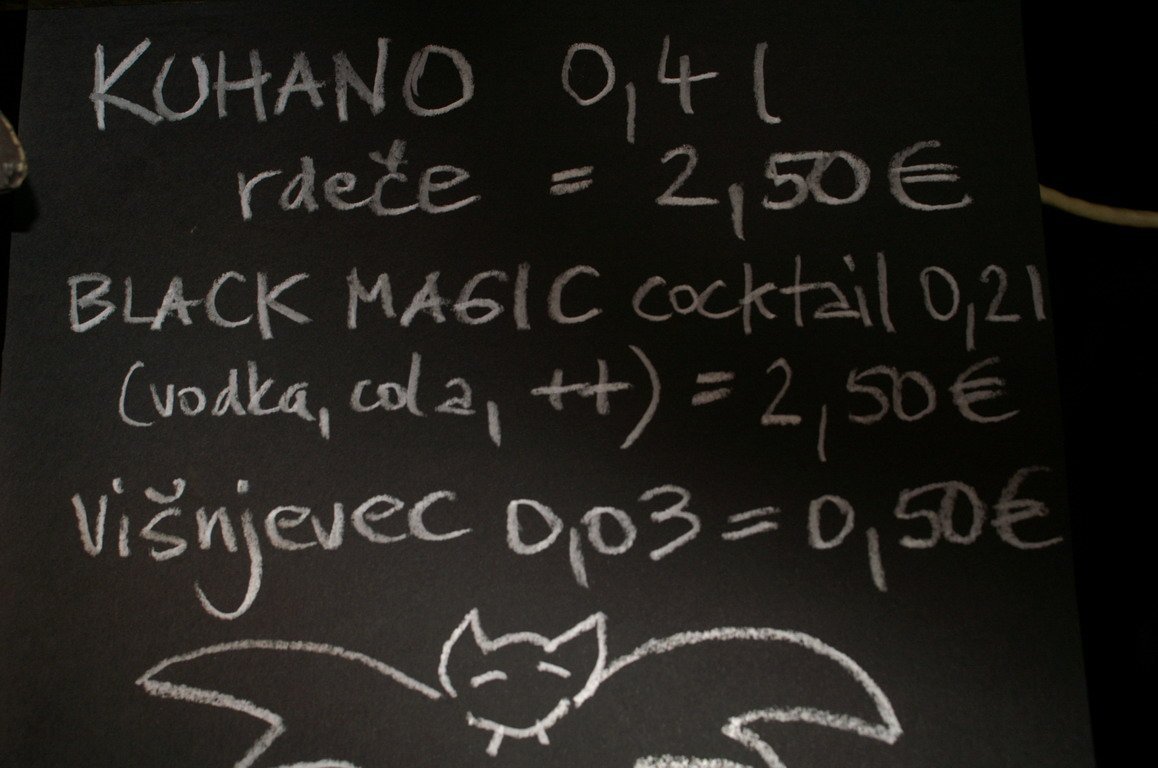 KUHANO 0,4 l
rdeče = 2,50 €
BLACK MAGIC cocktail 0,2l
(vodka, cola, ++) = 2,50 €
višnjevec 0,03 = 0,50 €